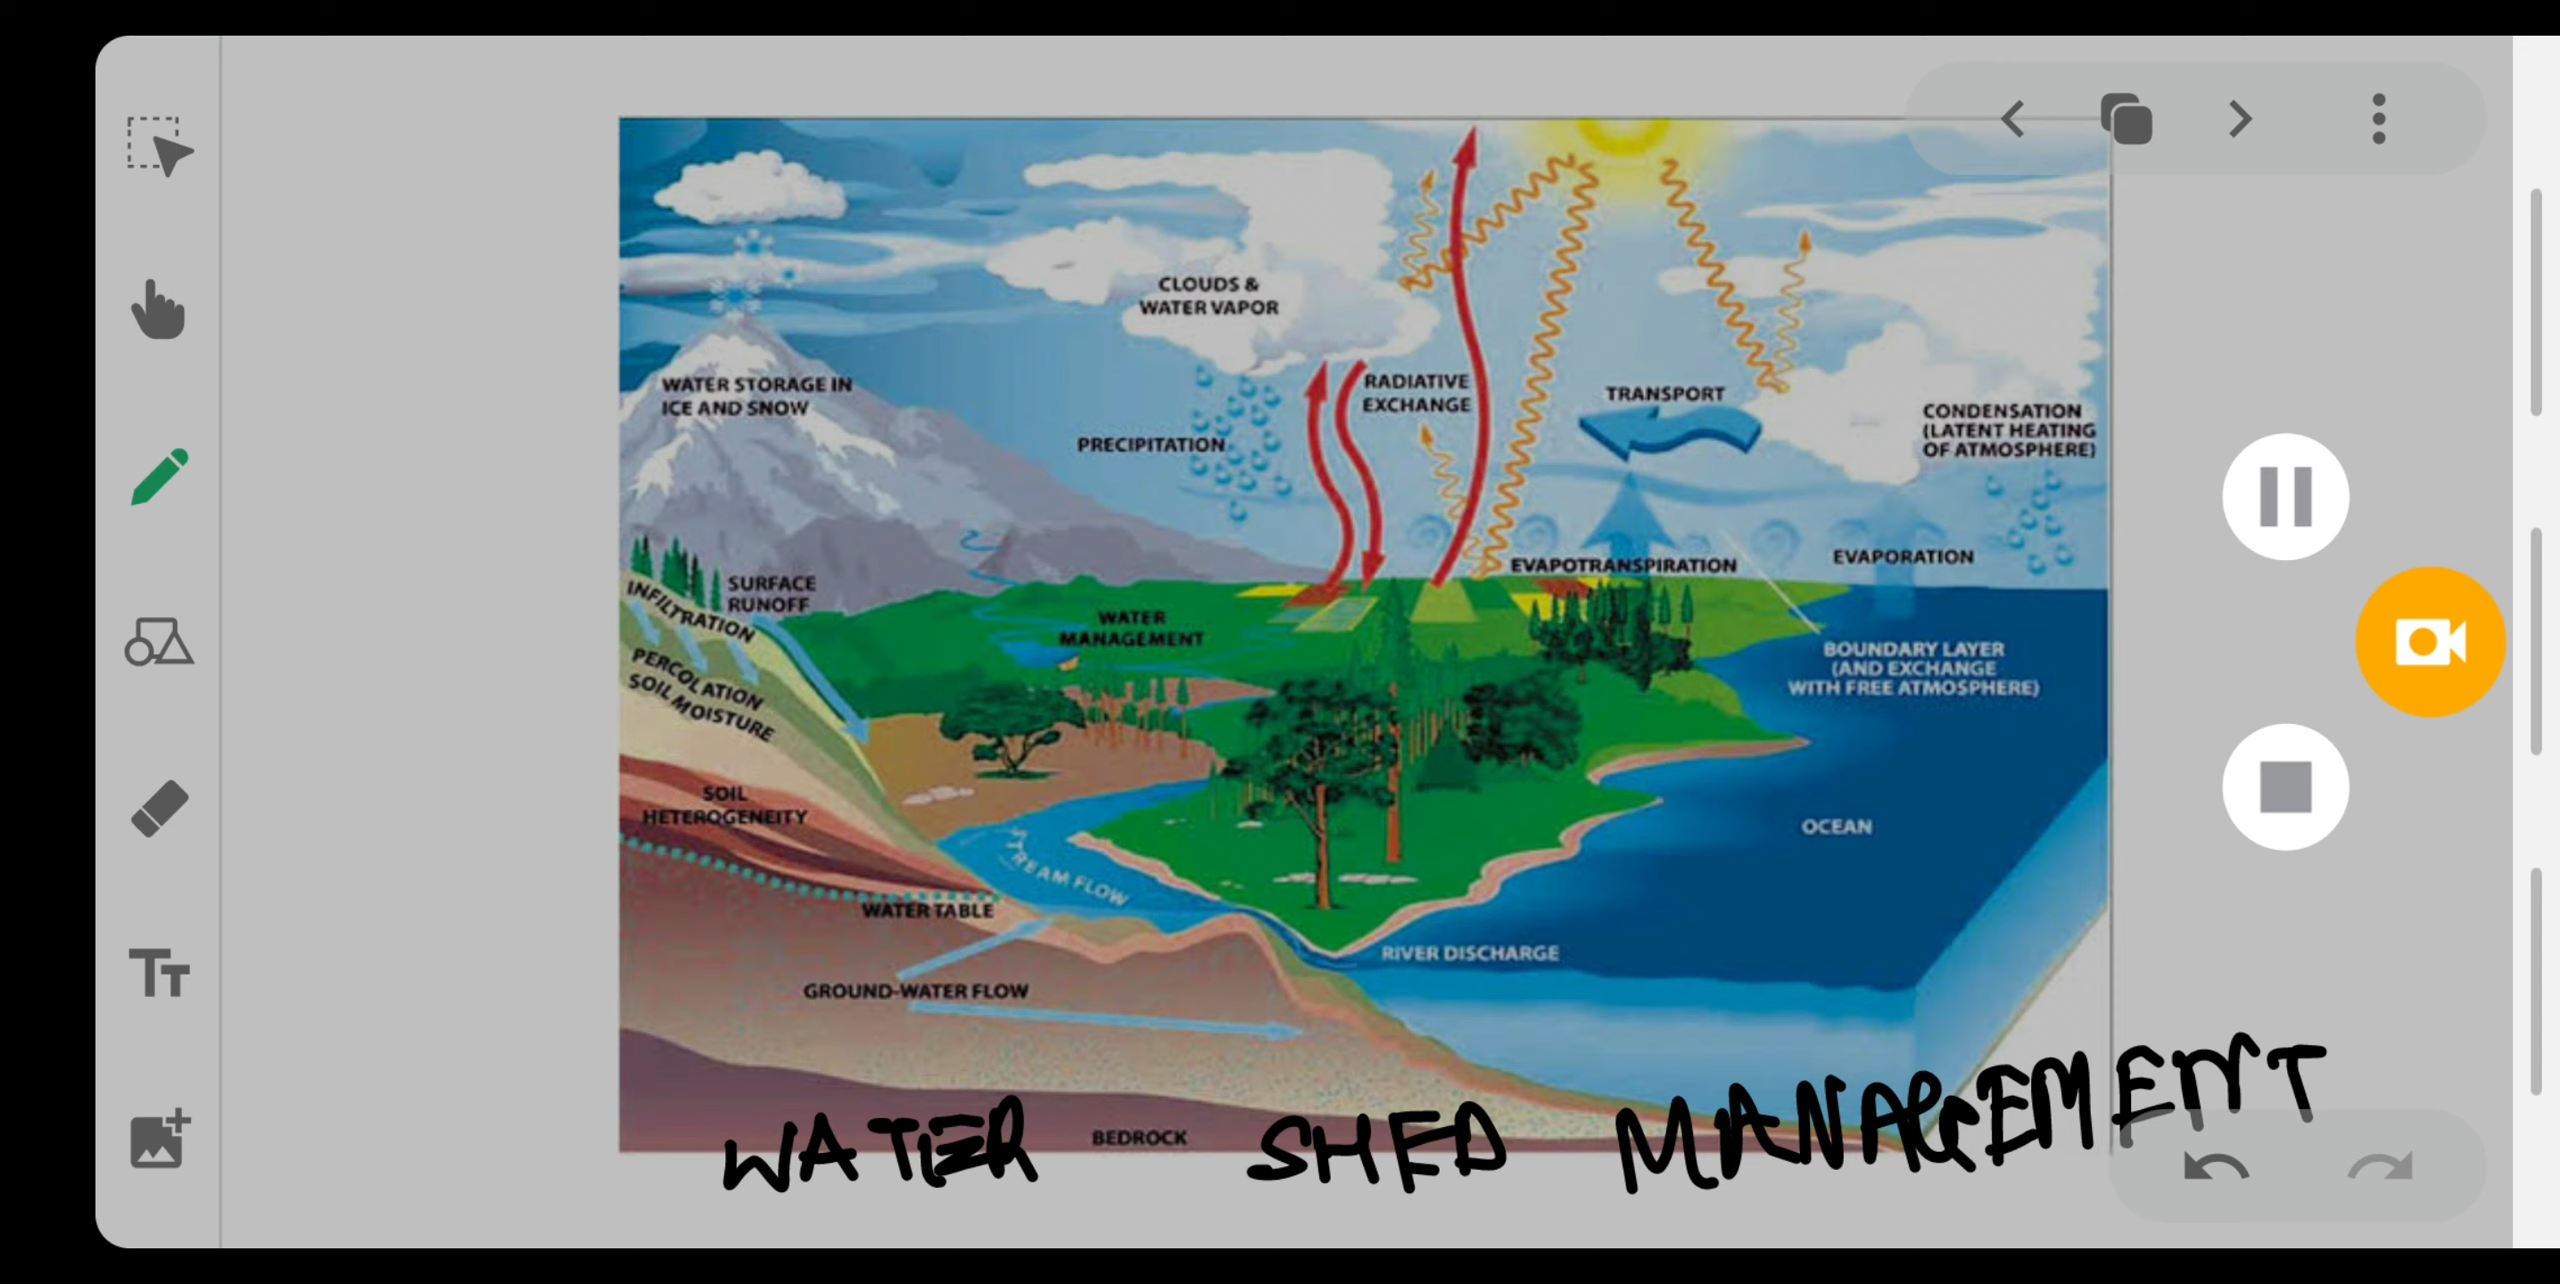 CLOUDS &
WATER VAPOR
WATER STORAGE IN
ICE AND SNOW
RADIATIVE
EXCHANGE
TRANSPORT
CONDENSATION
(LATENT HEATING
OF ATMOSPHERE)
PRECIPITATION
EVAPOTRANSPIRATION
EVAPORATION
SURFACE
RUNOFF
INFILTRATION
WATER
MANAGEMENT
BOUNDARY LAYER
(AND EXCHANGE
WITH FREE ATMOSPHERE)
PERCOLATION
SOIL MOISTURE
SOIL
HETEROGENEITY
OCEAN
STREAM FLOW
WATER TABLE
RIVER DISCHARGE
GROUND-WATER FLOW
BEDROCK
WATER SHED MANAGEMENT
TT